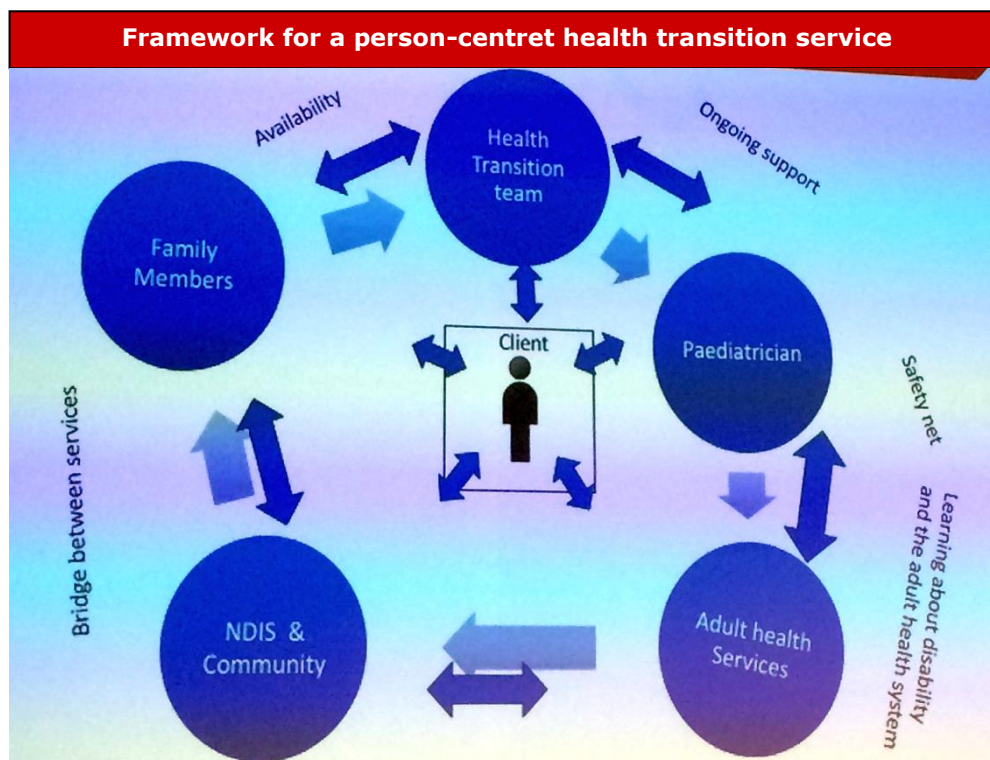 Framework for a person-centret health transition service
Availability
Health
Transition
team
Ongoing support
Family
Members
Client
Paediatrician
Safety net
Bridge between services
Learning about disability
and the adult health system
NDIS & 
Community
Adult health
Services